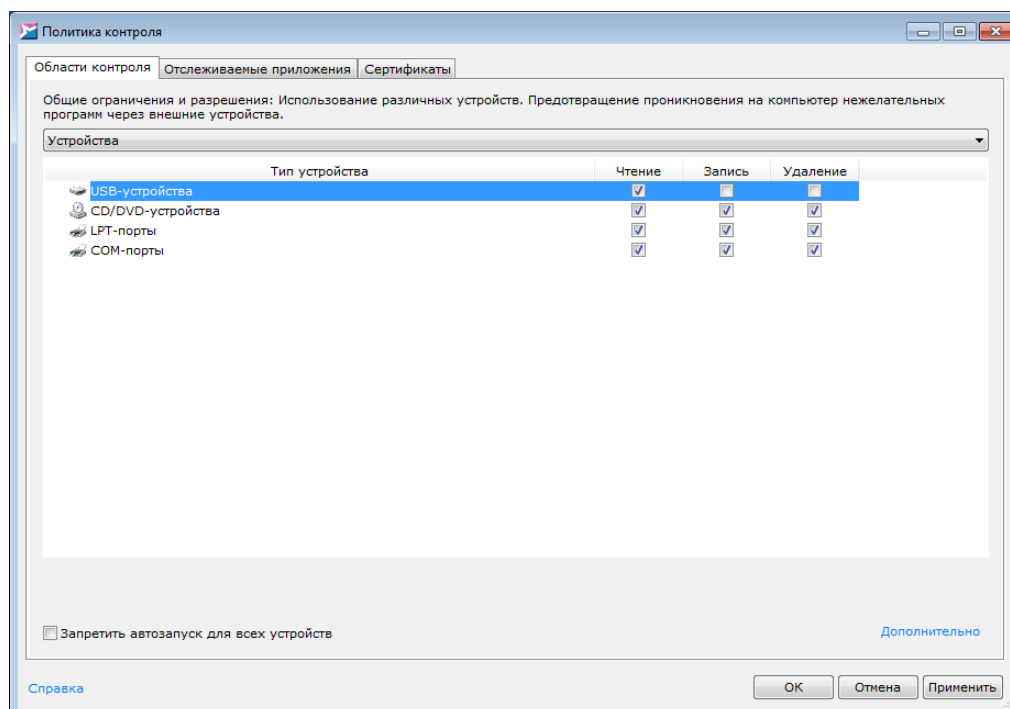 Политика контроля
Области контроля Отслеживаемые приложения Сертификаты
Общие ограничения и разрешения: Использование различных устройств. Предотвращение проникновения на компьютер нежелательных
программ через внешние устройства.
Устройства
Тип устройства Чтение Запись Удаление
USB-устройства
CD/DVD-устройства
LPT-порты
COM-порты
Запретить автозапуск для всех устройств Дополнительно
Справка OK Отмена Применить